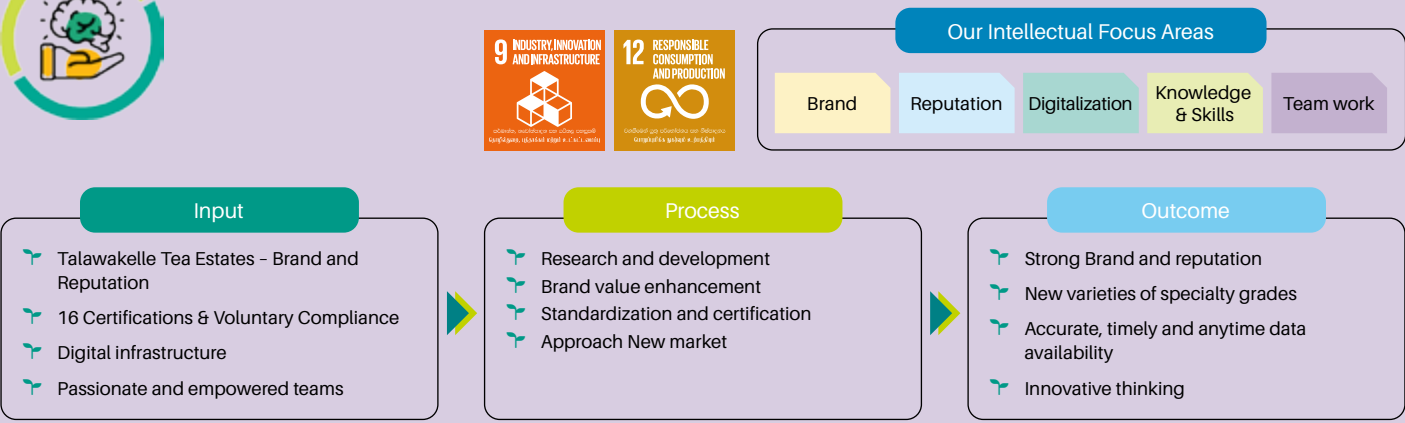 9 INDUSTRY, INNOVATION
AND INFRASTRUCTURE
12 RESPONSIBLE
CONSUMPTION
AND PRODUCTION
Our Intellectual Focus Areas
Brand
Reputation
Digitalization
Knowledge
& Skills
Team work
Input
Talawakelle Tea Estates – Brand and
Reputation
16 Certifications & Voluntary Compliance
Digital infrastructure
Passionate and empowered teams
Process
Research and development
Brand value enhancement
Standardization and certification
Approach New market
Outcome
Strong Brand and reputation
New varieties of specialty grades
Accurate, timely and anytime data
availability
Innovative thinking